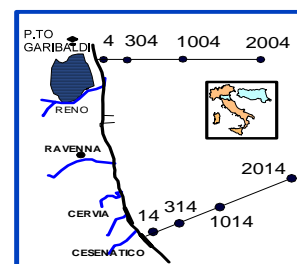 P.TO
GARIBALDI
4 304 1004 2004
RENO
RAVENNA
2014
CERVIA
14 314 1014
CESENATICO